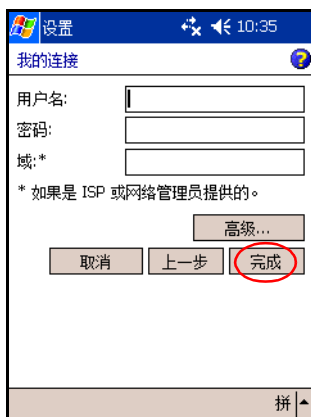 设置 10:35
我的连接
用户名:
密码:
域:*
* 如果是 ISP 或网络管理员提供的。
高级...
取消 上一步 完成
拼